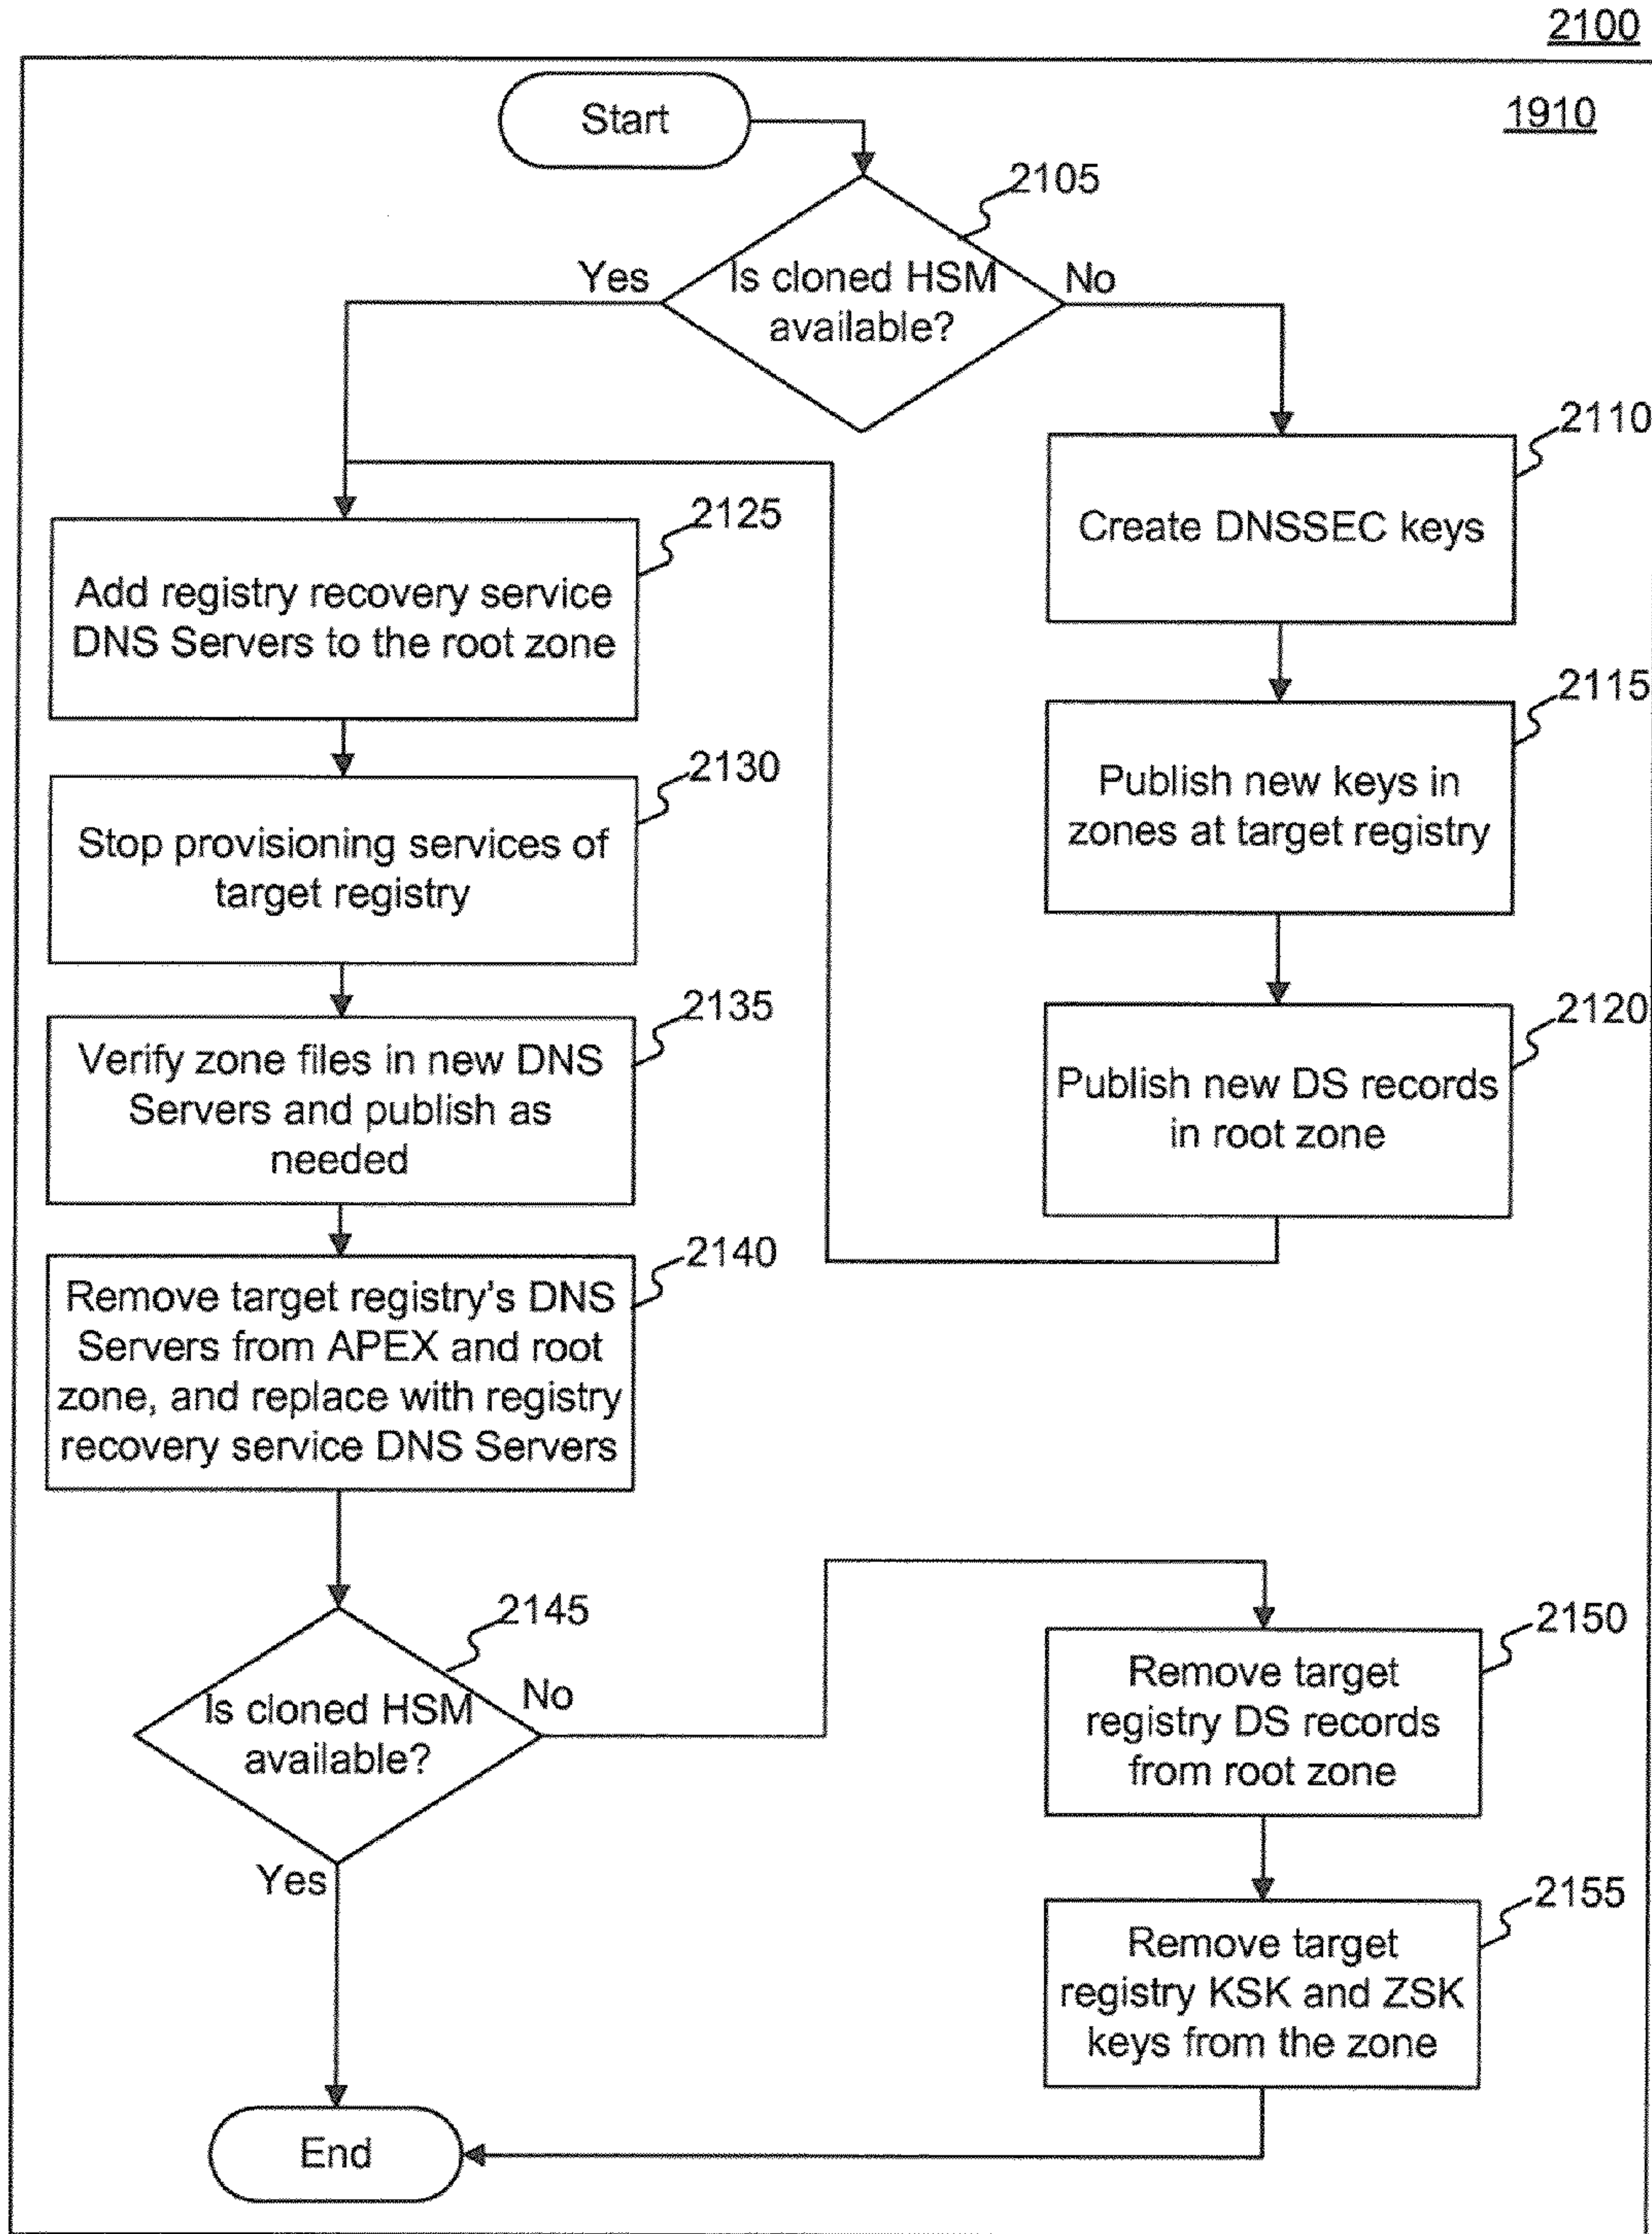 2100
1910
Start
2105
Is cloned HSM
available?
Yes
No
2110
Create DNSSEC keys
2115
Publish new keys in
zones at target registry
2120
Publish new DS records
in root zone
2125
Add registry recovery service
DNS Servers to the root zone
2130
Stop provisioning services of
target registry
2135
Verify zone files in new DNS
Servers and publish as
needed
2140
Remove target registry's DNS
Servers from APEX and root
zone, and replace with registry
recovery service DNS Servers
2145
Is cloned HSM
available?
No
Yes
2150
Remove target
registry DS records
from root zone
2155
Remove target
registry KSK and ZSK
keys from the zone
End